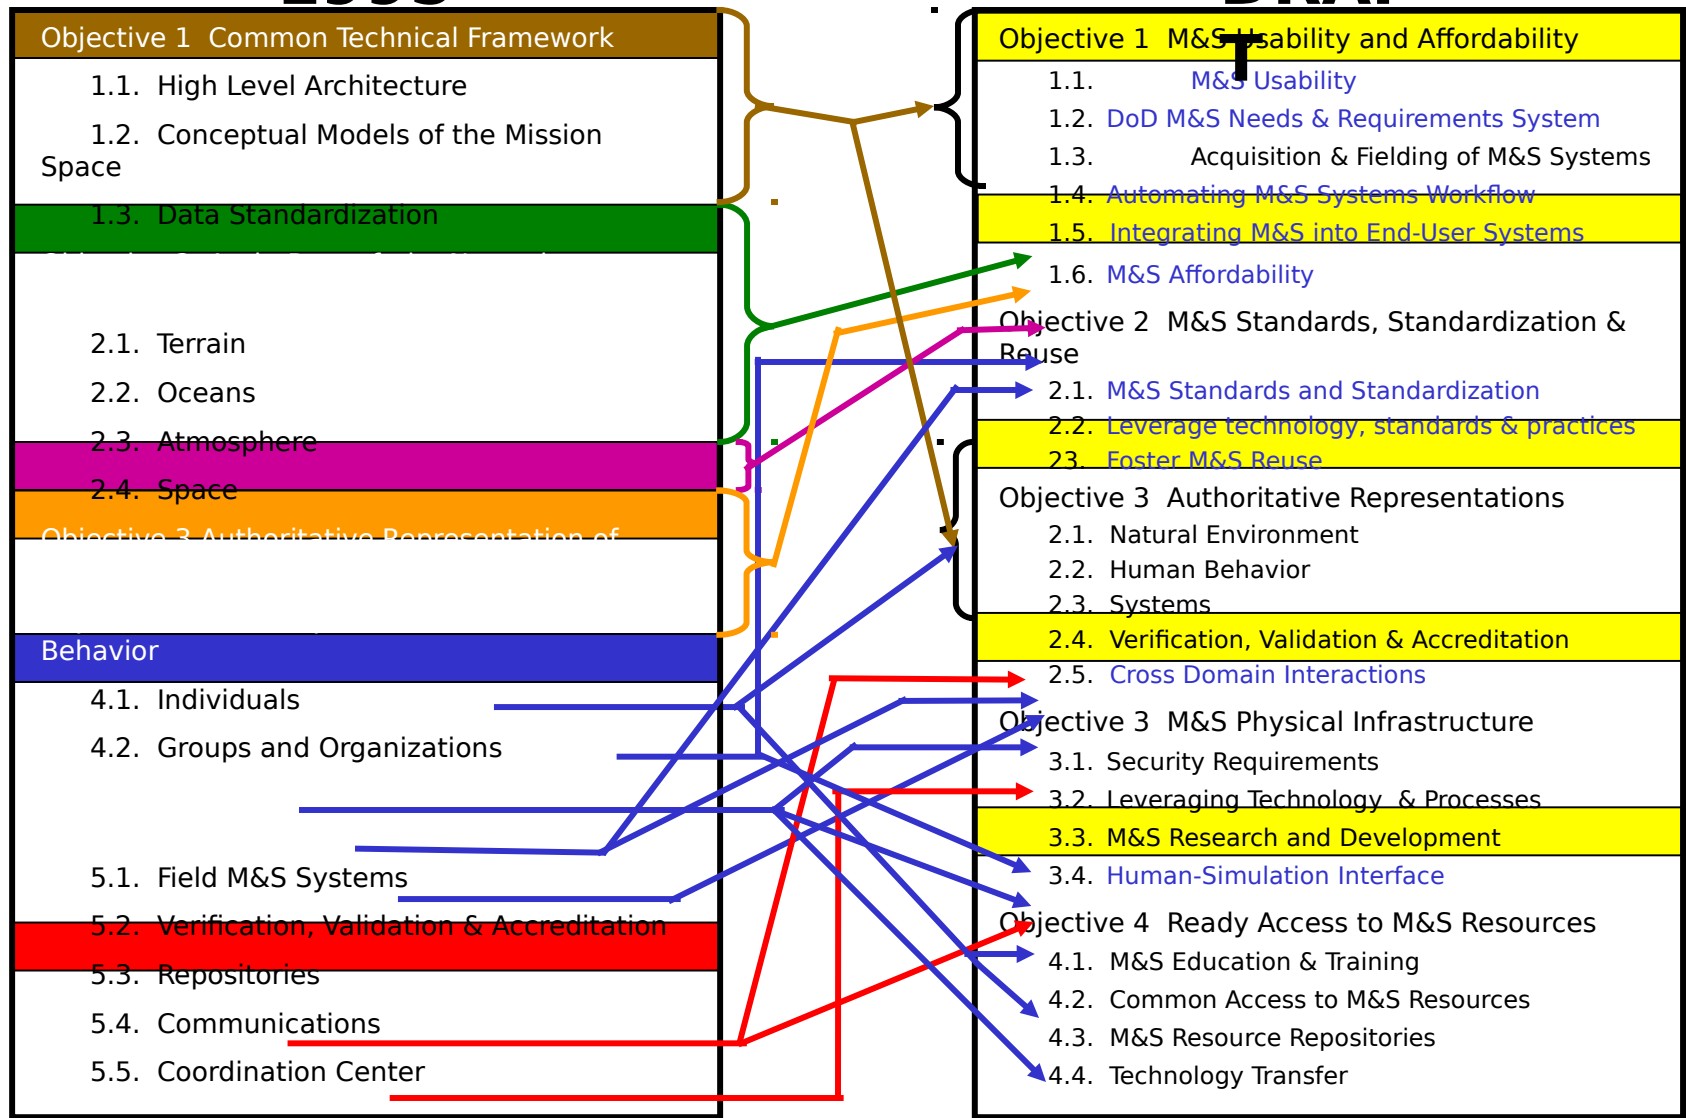 1995
DRAF
T
Objective 1 Common Technical Framework
1.1. High Level Architecture
1.2. Conceptual Models of the Mission
Space
1.3. Data Standardization
2.1. Terrain
2.2. Oceans
2.3. Atmosphere
2.4. Space
Objective 3 Authoritative Representation of
Behavior
4.1. Individuals
4.2. Groups and Organizations
5.1. Field M&S Systems
5.2. Verification, Validation & Accreditation
5.3. Repositories
5.4. Communications
5.5. Coordination Center
Objective 1 M&S Usability and Affordability
1.1. M&S Usability
1.2. DoD M&S Needs & Requirements System
1.3. Acquisition & Fielding of M&S Systems
1.4. Automating M&S Systems Workflow
1.5. Integrating M&S into End-User Systems
1.6. M&S Affordability
Objective 2 M&S Standards, Standardization &
Reuse
2.1. M&S Standards and Standardization
2.2. Leverage technology, standards & practices
23. Foster M&S Reuse
Objective 3 Authoritative Representations
2.1. Natural Environment
2.2. Human Behavior
2.3. Systems
2.4. Verification, Validation & Accreditation
2.5. Cross Domain Interactions
Objective 3 M&S Physical Infrastructure
3.1. Security Requirements
3.2. Leveraging Technology & Processes
3.3. M&S Research and Development
3.4. Human-Simulation Interface
Objective 4 Ready Access to M&S Resources
4.1. M&S Education & Training
4.2. Common Access to M&S Resources
4.3. M&S Resource Repositories
4.4. Technology Transfer